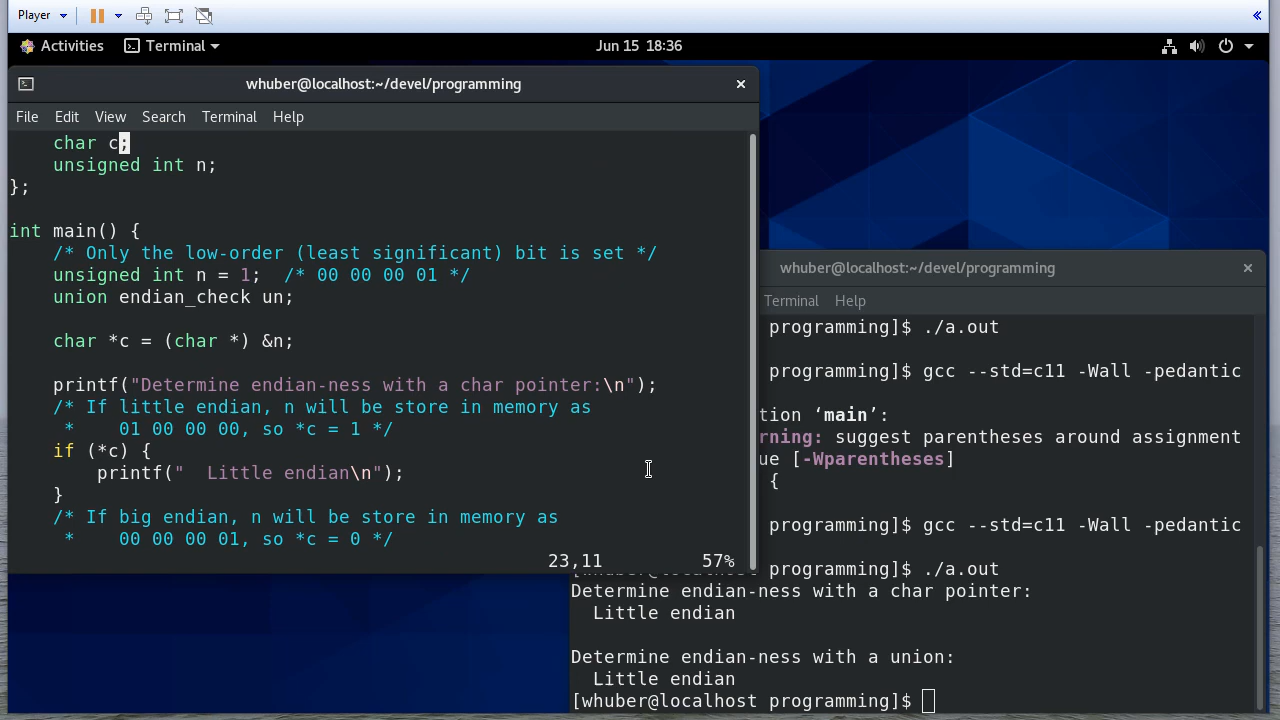 Player
Activities
Terminal
Jun 15 18:36
whuber@localhost:~/devel/programming
File Edit View Search Terminal Help
char c;
unsigned int n;
};
int main() {
/* Only the low-order (least significant) bit is set */
unsigned int n = 1; /* 00 00 00 01 */
union endian_check un;
char *c = (char *) &n;
printf("Determine endian-ness with a char pointer:\n");
/* If little endian, n will be store in memory as
* 01 00 00 00, so *c = 1 */
if (*c) {
printf("  Little endian\n");
}
/* If big endian, n will be store in memory as
* 00 00 00 01, so *c = 0 */
23,11 57%
whuber@localhost:~/devel/programming
Terminal Help
programming]$ ./a.out
programming]$ gcc --std=c11 -Wall -pedantic
tion ‘main’:
rning: suggest parentheses around assignment
ue [-Wparentheses]
{
programming]$ gcc --std=c11 -Wall -pedantic
programming]$ ./a.out
Determine endian-ness with a char pointer:
Little endian
Determine endian-ness with a union:
Little endian
[whuber@localhost programming]$